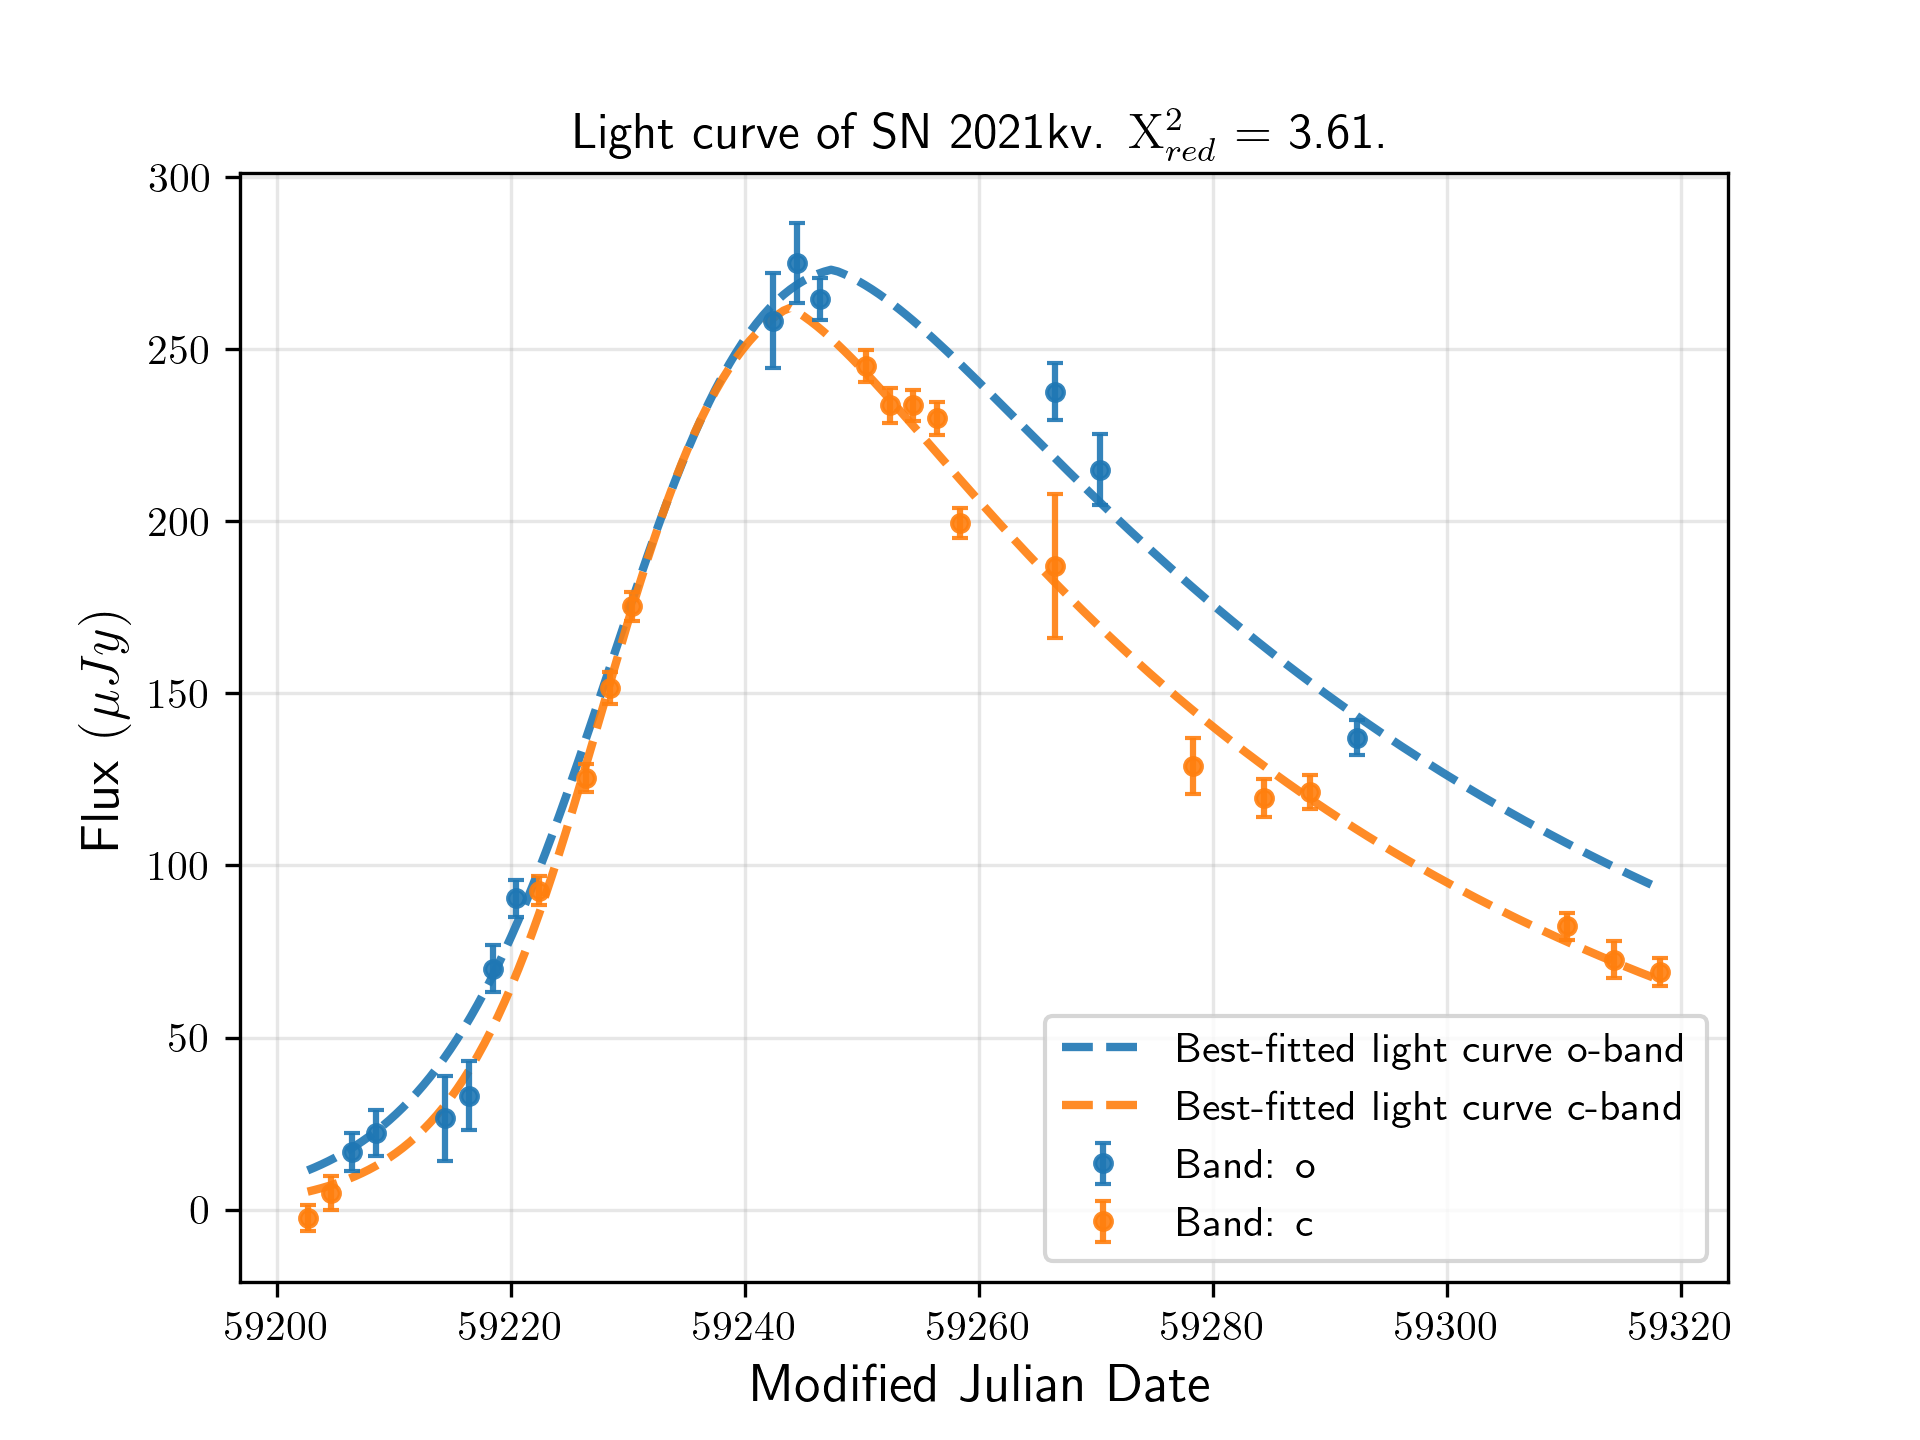 Light curve of SN 2021kv. X²_red = 3.61.
300
250
200
150
100
50
0
Flux (μJy)
59200 59220 59240 59260 59280 59300 59320
Modified Julian Date
Best-fitted light curve o-band
Best-fitted light curve c-band
Band: o
Band: c